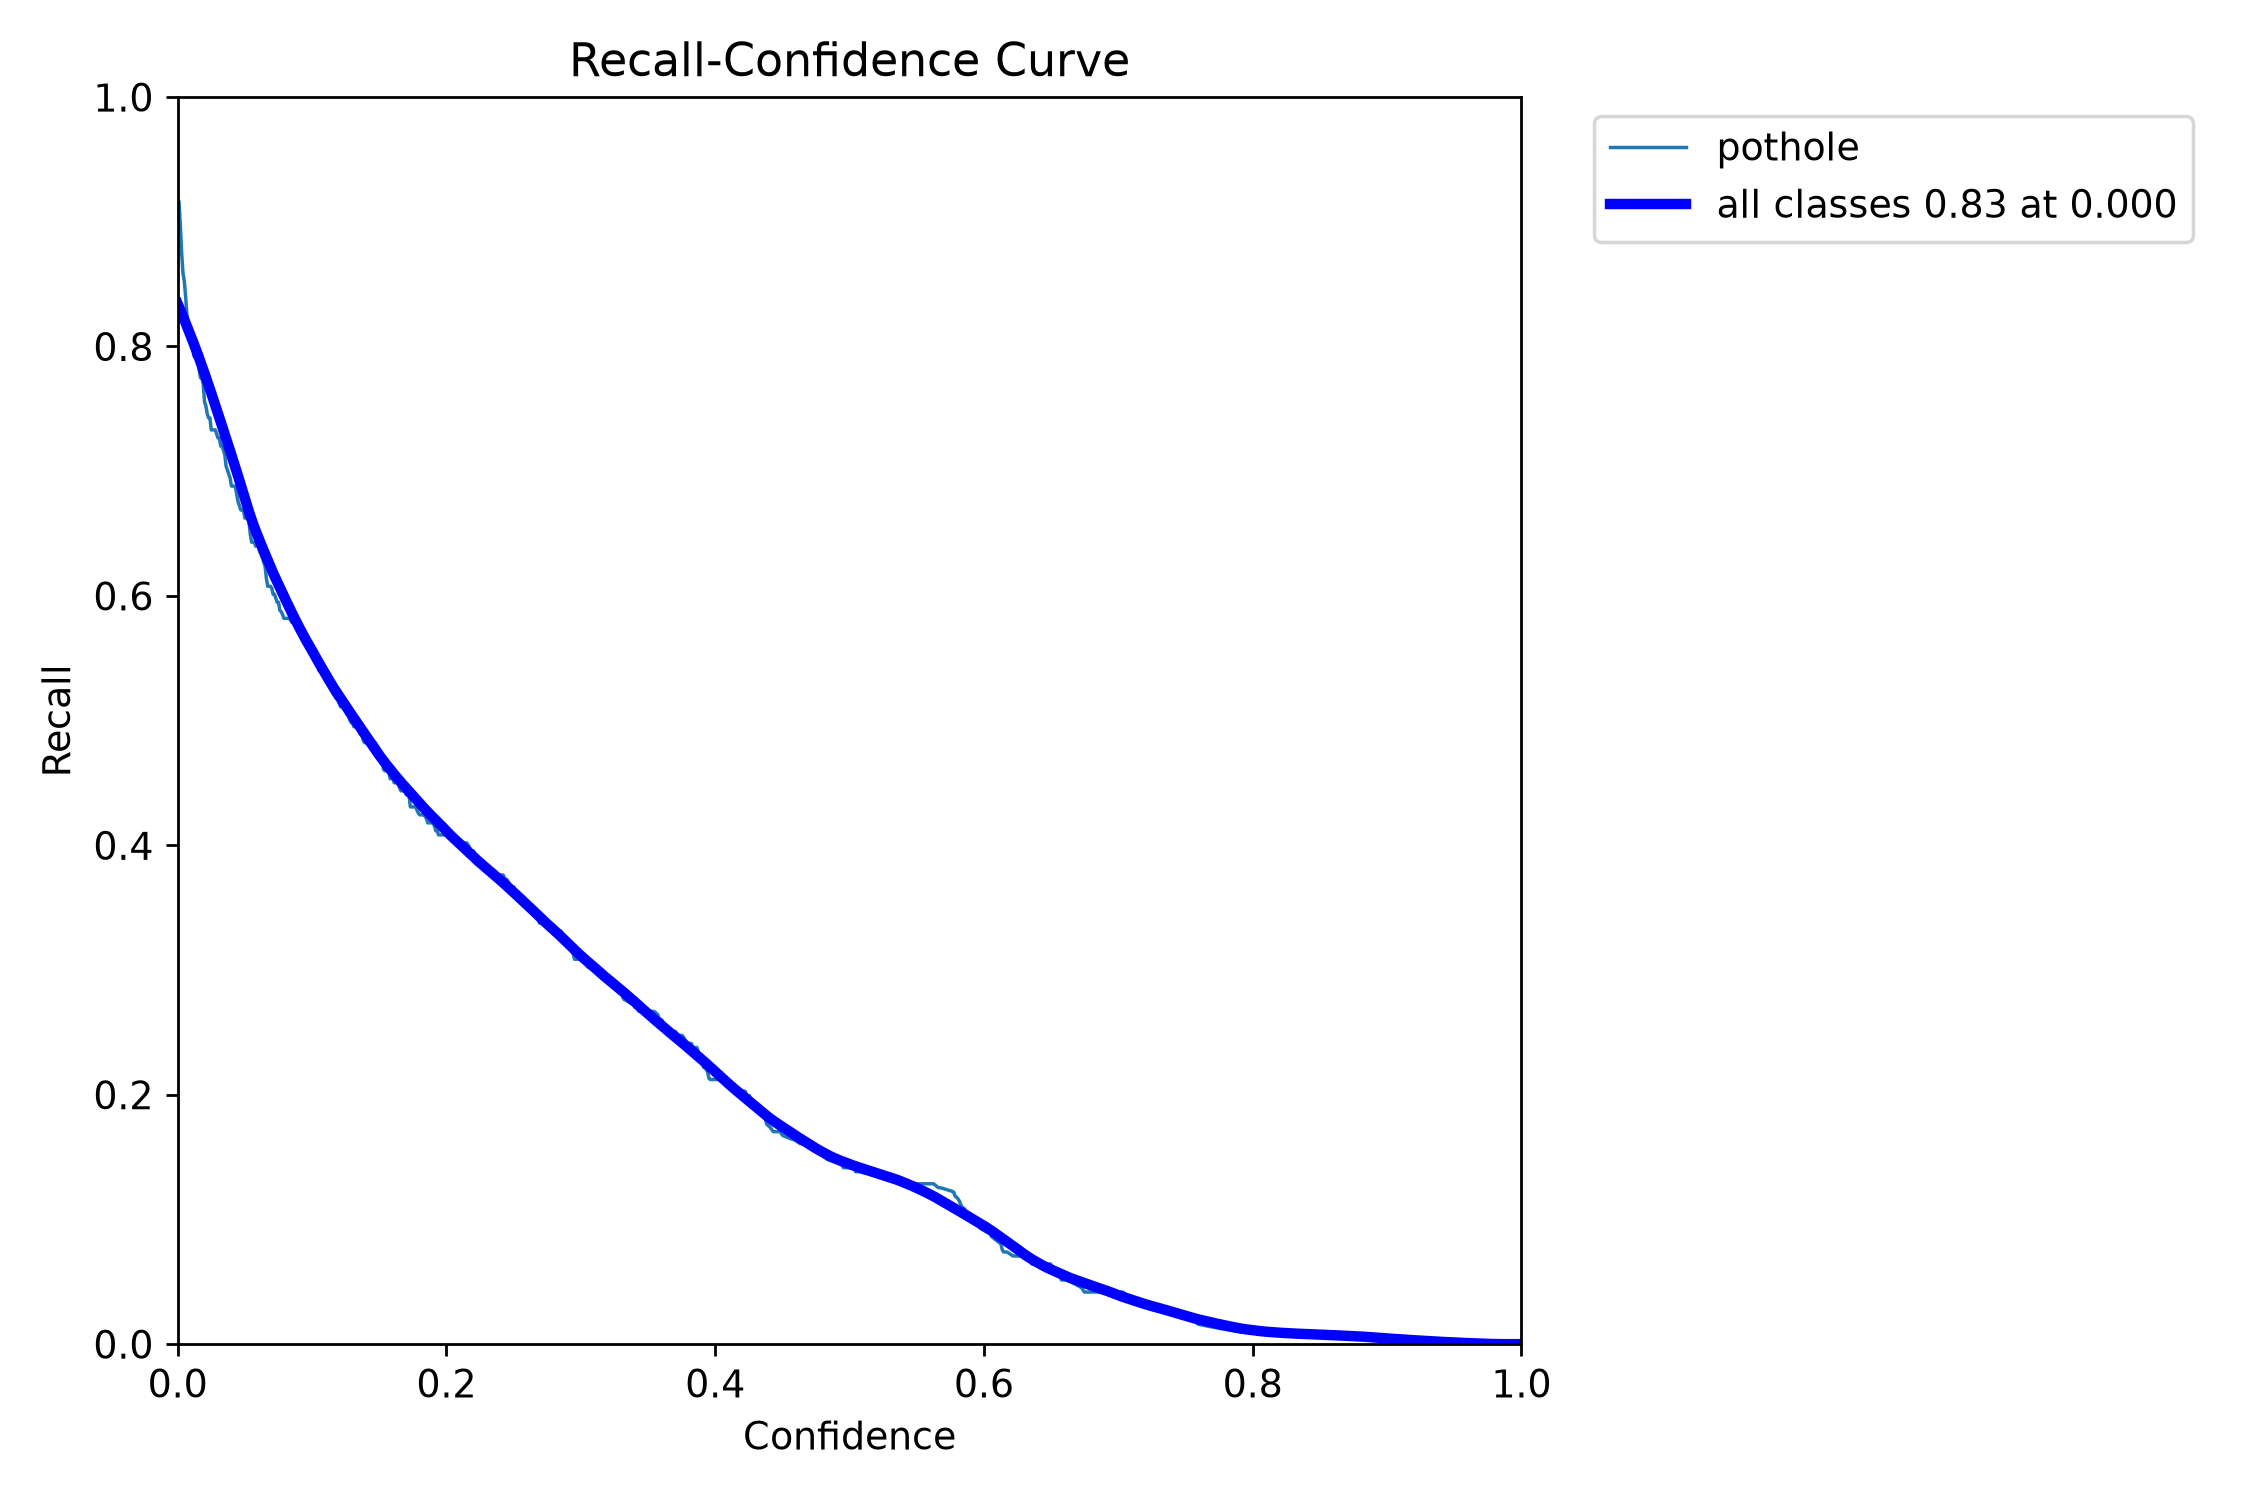 Recall-Confidence Curve
1.0
0.8
0.6
0.4
0.2
0.0
Recall
0.0 0.2 0.4 0.6 0.8 1.0
Confidence
pothole
all classes 0.83 at 0.000